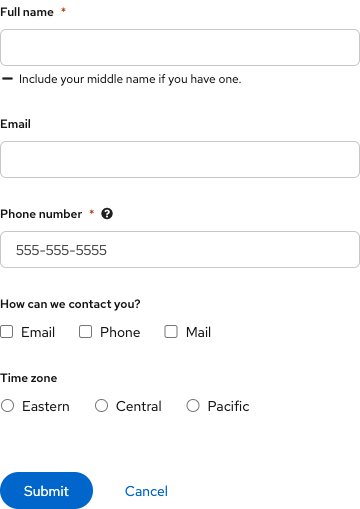 Full name *
Include your middle name if you have one.
Email
Phone number *
555-555-5555
How can we contact you?
Email Phone Mail
Time zone
Eastern Central Pacific
Submit Cancel